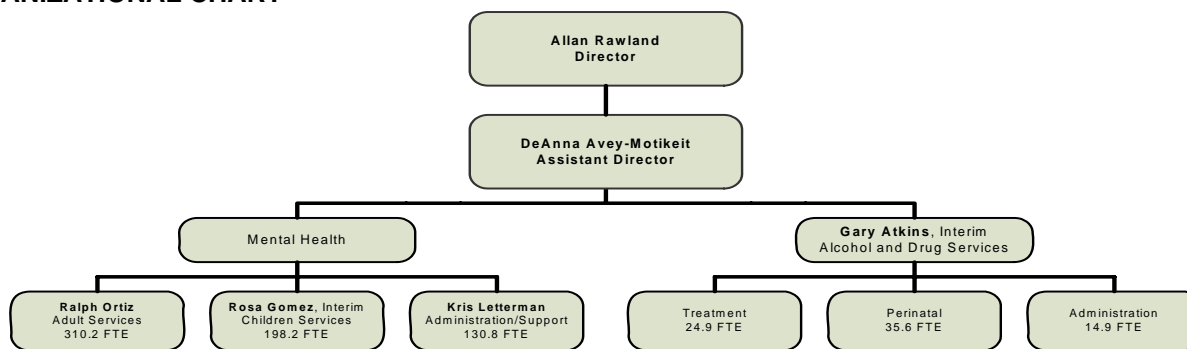 Allan Rawland
Director
DeAnna Avey-Motikeit
Assistant Director
Mental Health
Gary Atkins, Interim
Alcohol and Drug Services
Ralph Ortiz
Adult Services
310.2 FTE
Rosa Gomez, Interim
Children Services
198.2 FTE
Kris Letterman
Administration/Support
130.8 FTE
Treatment
24.9 FTE
Perinatal
35.6 FTE
Administration
14.9 FTE